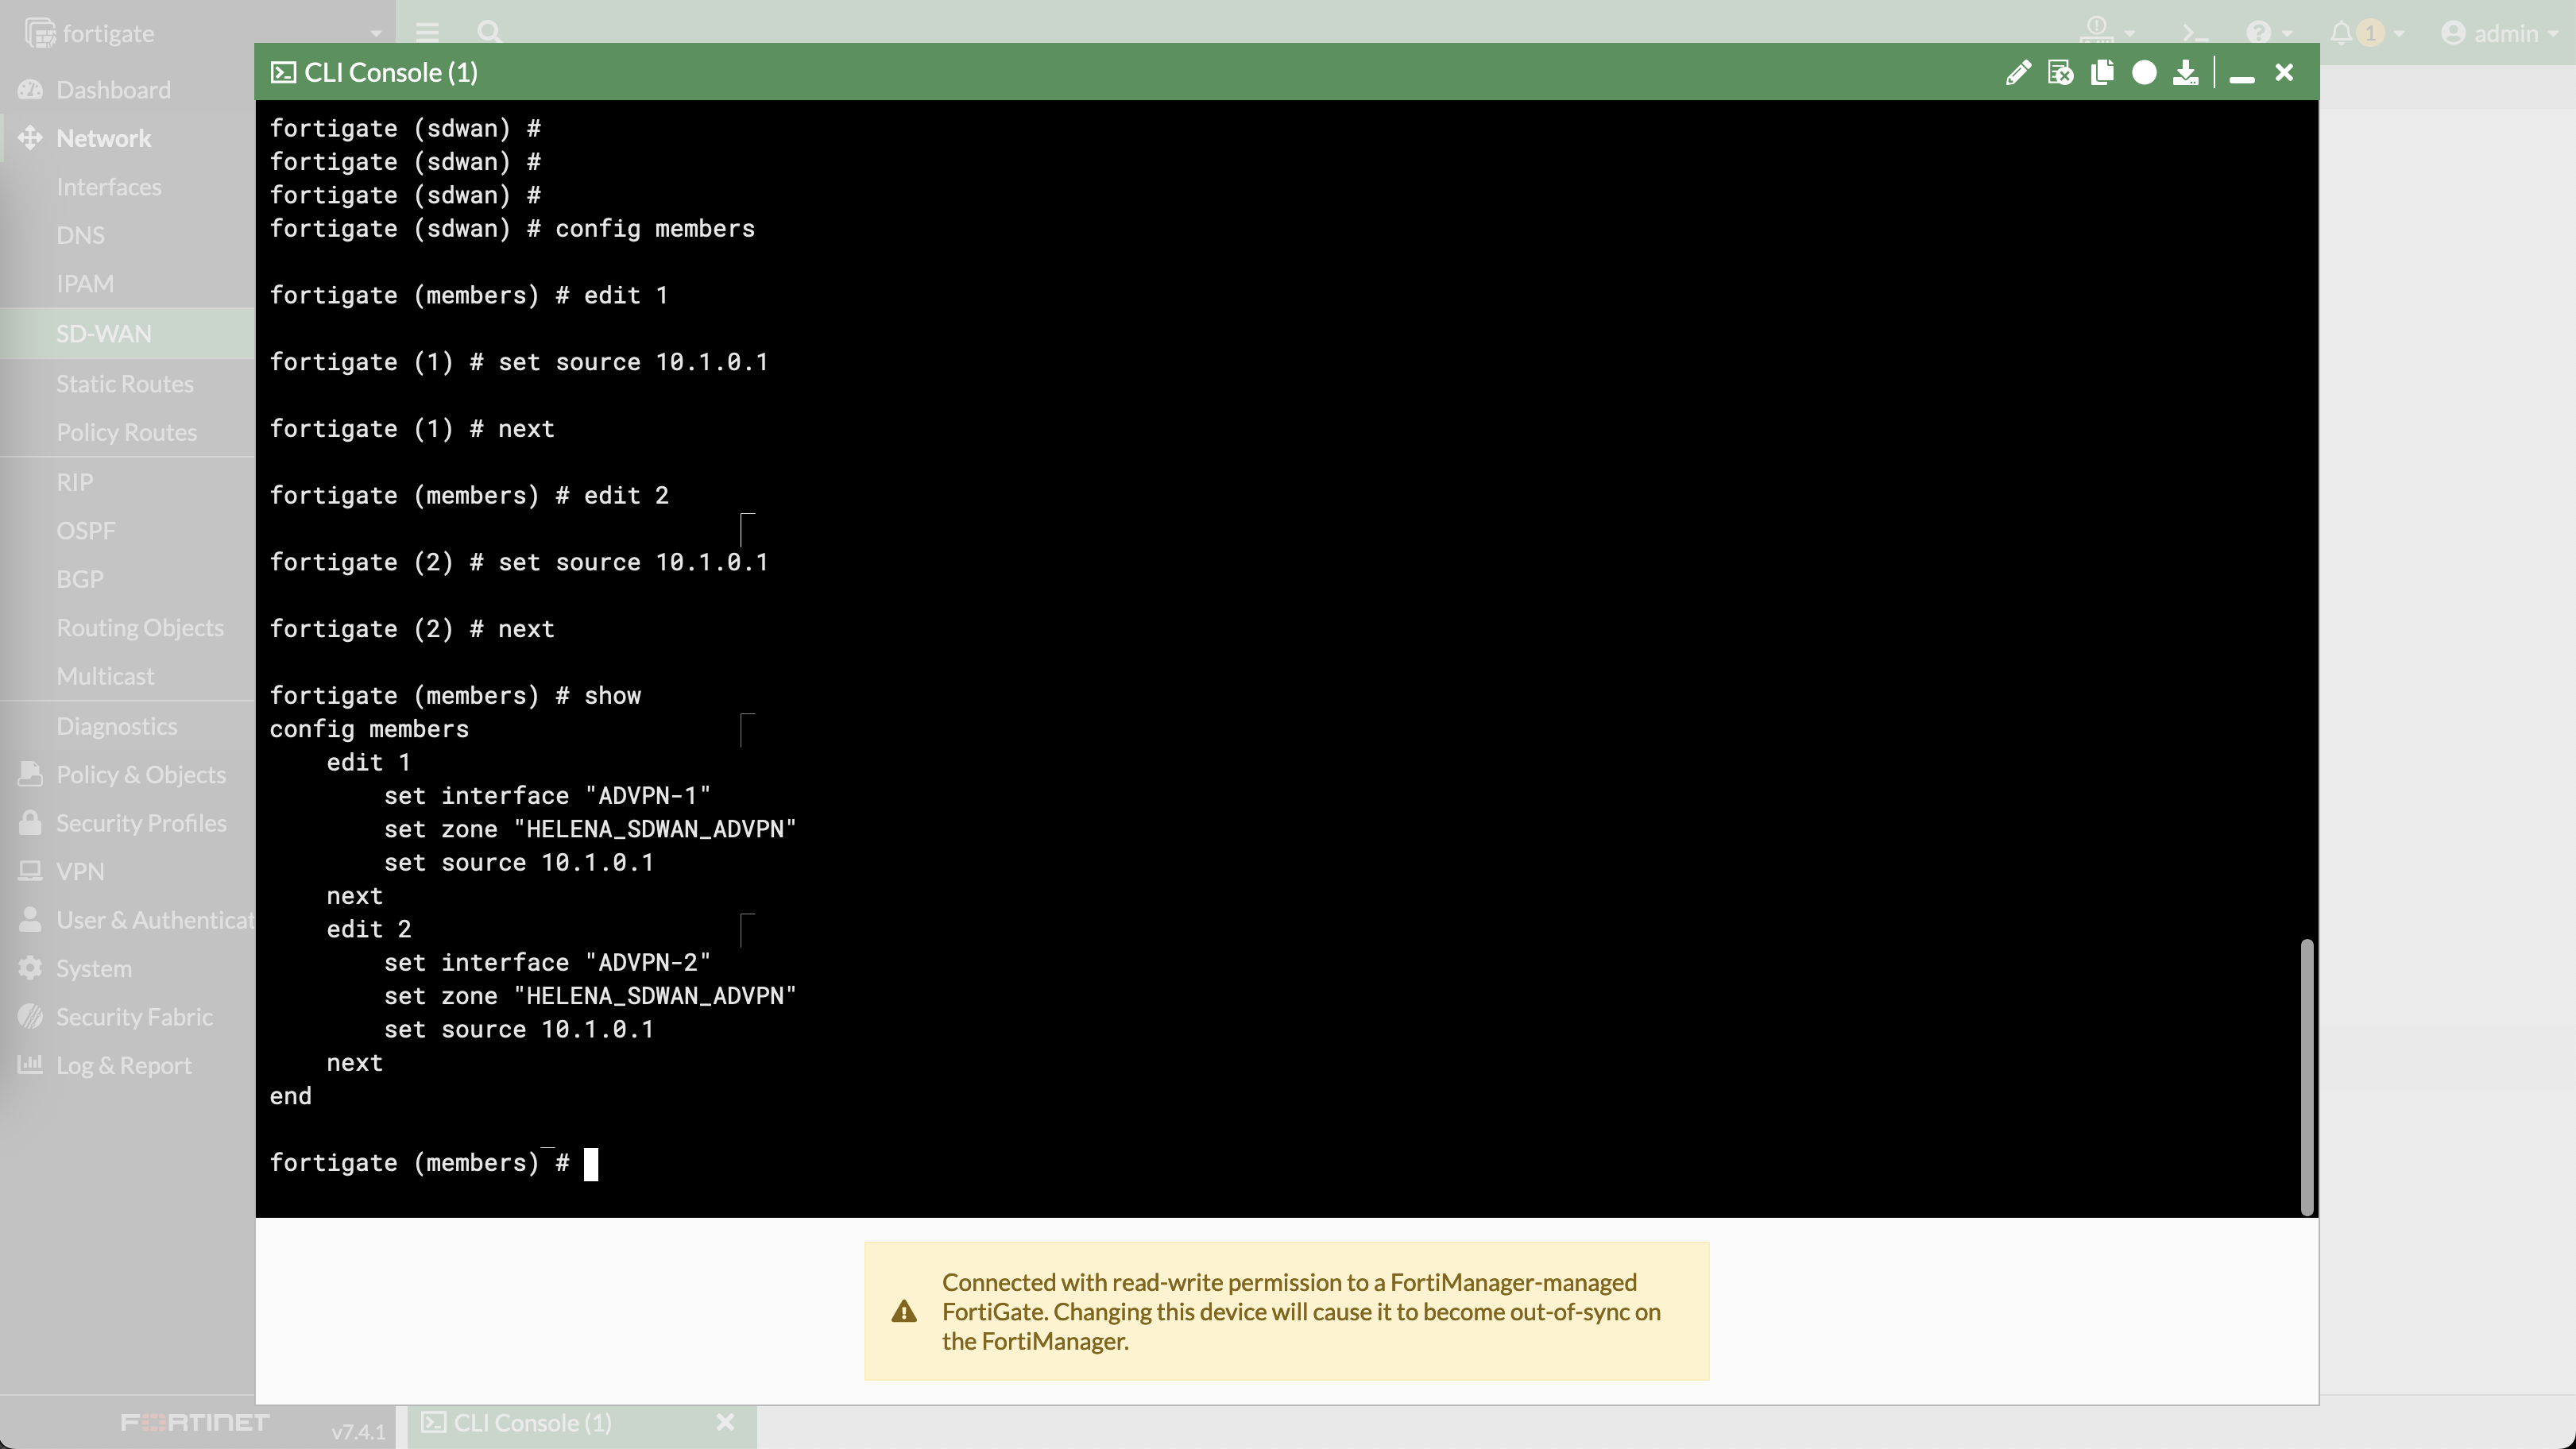 fortigate
1
admin
CLI Console (1)
Dashboard
Network
Interfaces
DNS
IPAM
SD-WAN
Static Routes
Policy Routes
RIP
OSPF
BGP
Routing Objects
Multicast
Diagnostics
Policy & Objects
Security Profiles
VPN
User & Authenticat
System
Security Fabric
Log & Report
fortigate (sdwan) #
fortigate (sdwan) #
fortigate (sdwan) #
fortigate (sdwan) # config members
fortigate (members) # edit 1
fortigate (1) # set source 10.1.0.1
fortigate (1) # next
fortigate (members) # edit 2
fortigate (2) # set source 10.1.0.1
fortigate (2) # next
fortigate (members) # show
config members
    edit 1
        set interface "ADVPN-1"
        set zone "HELENA_SDWAN_ADVPN"
        set source 10.1.0.1
    next
    edit 2
        set interface "ADVPN-2"
        set zone "HELENA_SDWAN_ADVPN"
        set source 10.1.0.1
    next
end
fortigate (members) #
Connected with read-write permission to a FortiManager-managed
FortiGate. Changing this device will cause it to become out-of-sync on
the FortiManager.
FORTINET
v7.4.1
CLI Console (1)